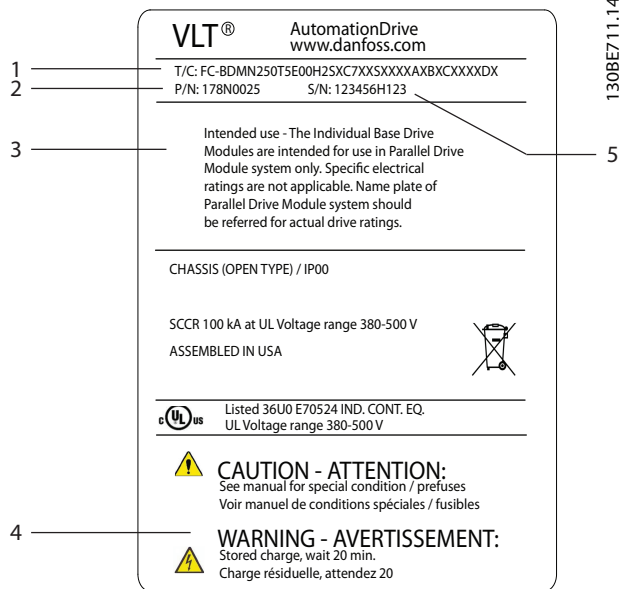 VLT® AutomationDrive
www.danfoss.com
1
T/C: FC-BDMN250T5E00H2SXC7XXSXXXXAXBXCXXXXDX
2
P/N: 178N0025 S/N: 123456H123
3
Intended use - The Individual Base Drive
Modules are intended for use in Parallel Drive
Module system only. Specific electrical
ratings are not applicable. Name plate of
Parallel Drive Module system should
be referred for actual drive ratings.
5
CHASSIS (OPEN TYPE) / IP00
SCCR 100 kA at UL Voltage range 380-500 V
ASSEMBLED IN USA
c UL us
Listed 36U0 E70524 IND. CONT. EQ.
UL Voltage range 380-500 V
CAUTION - ATTENTION:
See manual for special condition / prefuses
Voir manuel de conditions spéciales / fusibles
4
WARNING - AVERTISSEMENT:
Stored charge, wait 20 min.
Charge résiduelle, attendez 20
130BE711.14